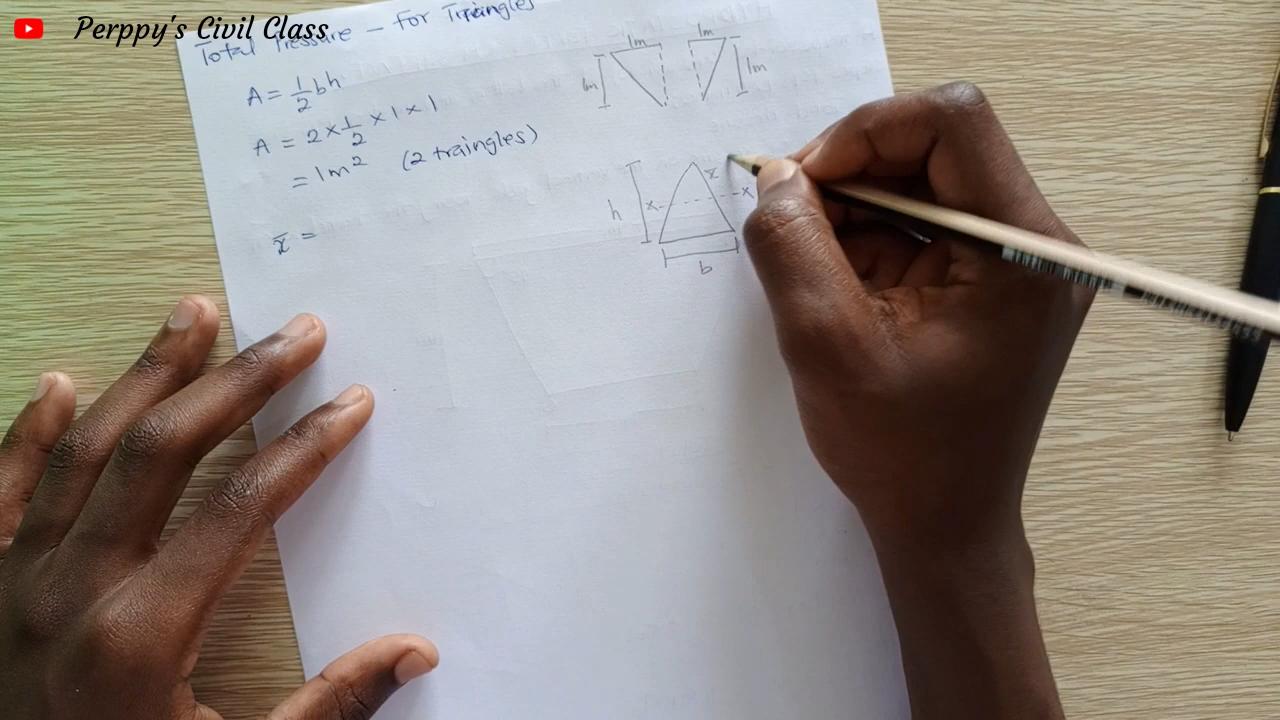 Perppy's Civil Class
Total Pressure - For Triangles
A = 1/2 bh
A = 2 × 1/2 × 1 × 1
= 1m² (2 traingles)
x̄ =
1m 1m
1m 1m
h x x̄ x
b